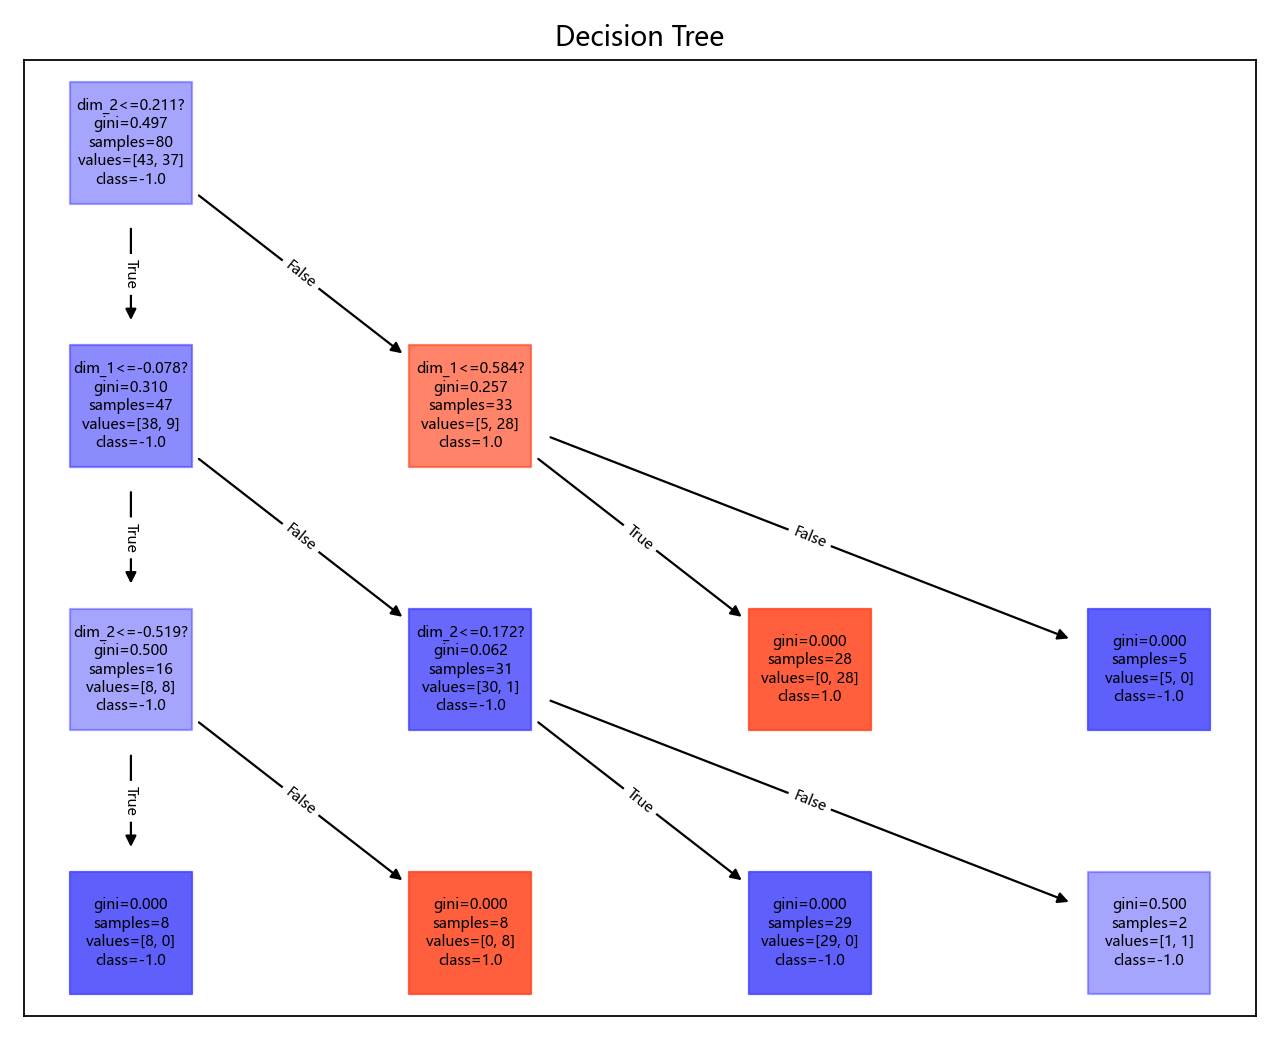 Decision Tree
dim_2<=0.211?
gini=0.497
samples=80
values=[43, 37]
class=-1.0
True
False
dim_1<=-0.078?
gini=0.310
samples=47
values=[38, 9]
class=-1.0
dim_1<=0.584?
gini=0.257
samples=33
values=[5, 28]
class=1.0
True
False
True
False
dim_2<=-0.519?
gini=0.500
samples=16
values=[8, 8]
class=-1.0
dim_2<=0.172?
gini=0.062
samples=31
values=[30, 1]
class=-1.0
gini=0.000
samples=28
values=[0, 28]
class=1.0
gini=0.000
samples=5
values=[5, 0]
class=-1.0
True
False
True
False
gini=0.000
samples=8
values=[8, 0]
class=-1.0
gini=0.000
samples=8
values=[0, 8]
class=1.0
gini=0.000
samples=29
values=[29, 0]
class=-1.0
gini=0.500
samples=2
values=[1, 1]
class=-1.0